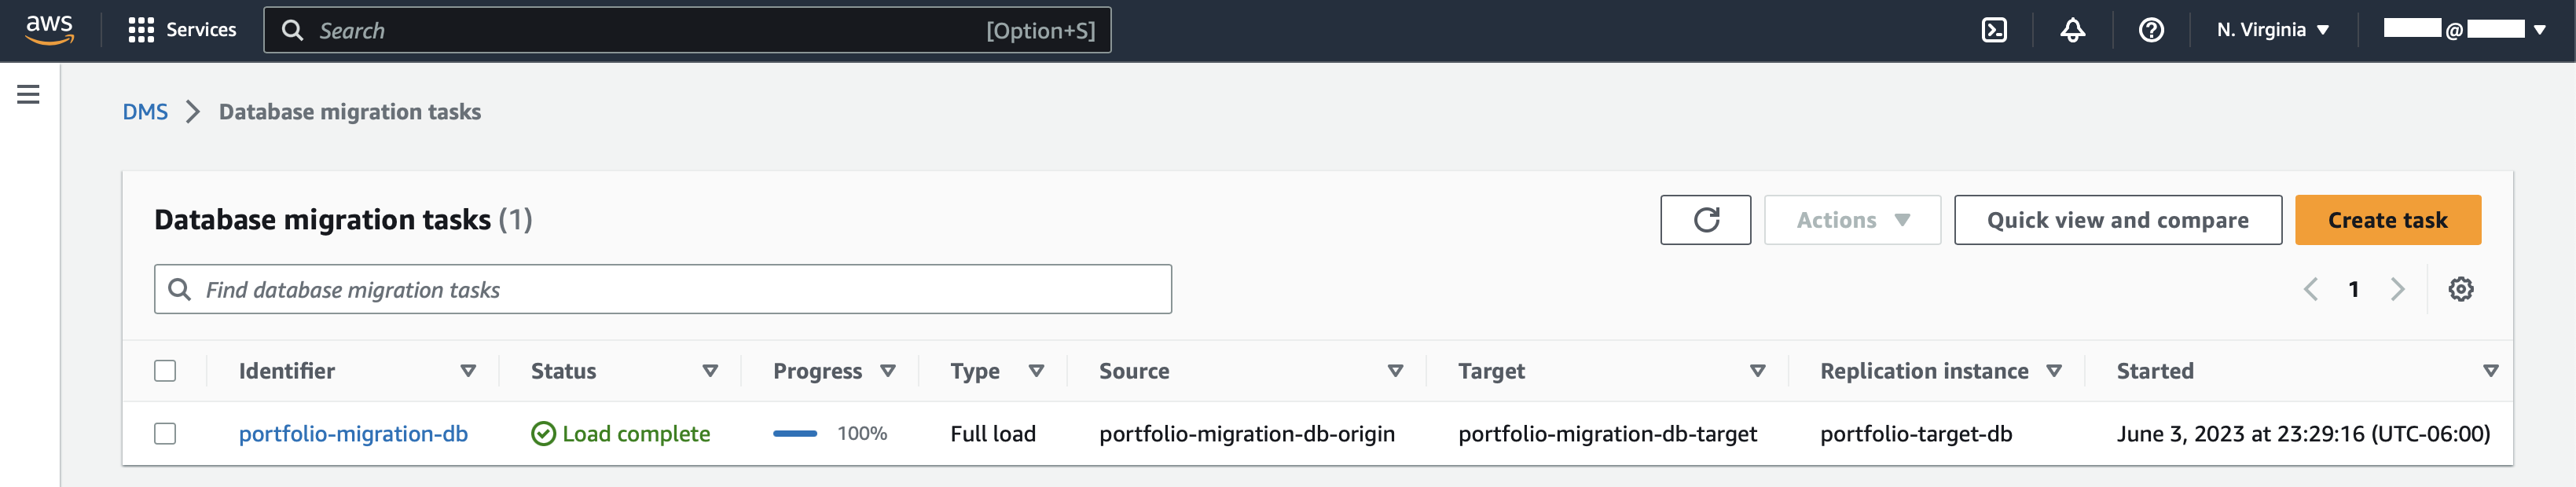 aws Services Search [Option+S] N. Virginia @
DMS Database migration tasks
Database migration tasks (1) Actions Quick view and compare Create task
Find database migration tasks 1
Identifier Status Progress Type Source Target Replication instance Started
portfolio-migration-db Load complete 100% Full load portfolio-migration-db-origin portfolio-migration-db-target portfolio-target-db June 3, 2023 at 23:29:16 (UTC-06:00)